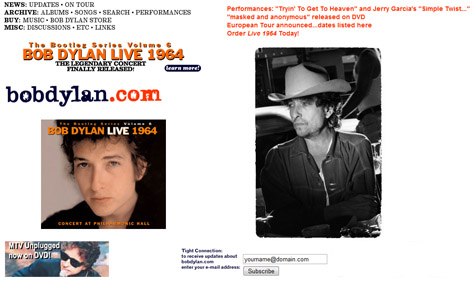 NEWS: UPDATES • ON TOUR
ARCHIVE: ALBUMS • SONGS • SEARCH • PERFORMANCES
BUY: MUSIC • BOB DYLAN STORE
MISC: DISCUSSIONS • ETC • LINKS
The Bootleg Series Volume 6
BOB DYLAN LIVE 1964
THE LEGENDARY CONCERT
FINALLY RELEASED!
learn more!
bobdylan.com
The Bootleg Series Volume 6
BOB DYLAN LIVE 1964
CONCERT AT PHILHARMONIC HALL
MTV Unplugged
now on DVD!
Performances: "Tryin' To Get To Heaven" and Jerry Garcia's "Simple Twist..."
"masked and anonymous" released on DVD
European Tour announced...dates listed here
Order Live 1964 Today!
Tight Connection:
to receive updates about
bobdylan.com
enter your e-mail address:
yourname@domain.com
Subscribe